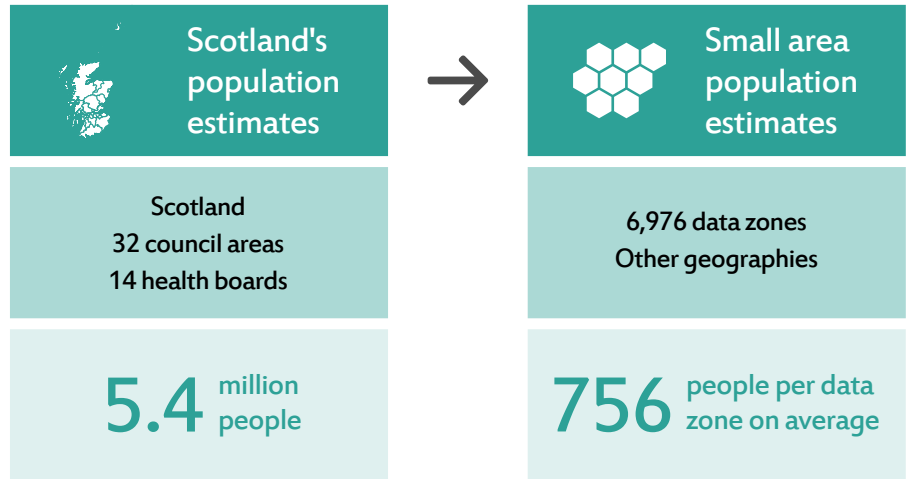 Scotland's
population
estimates
Small area
population
estimates
Scotland
32 council areas
14 health boards
6,976 data zones
Other geographies
5.4 million
people
756 people per data
zone on average